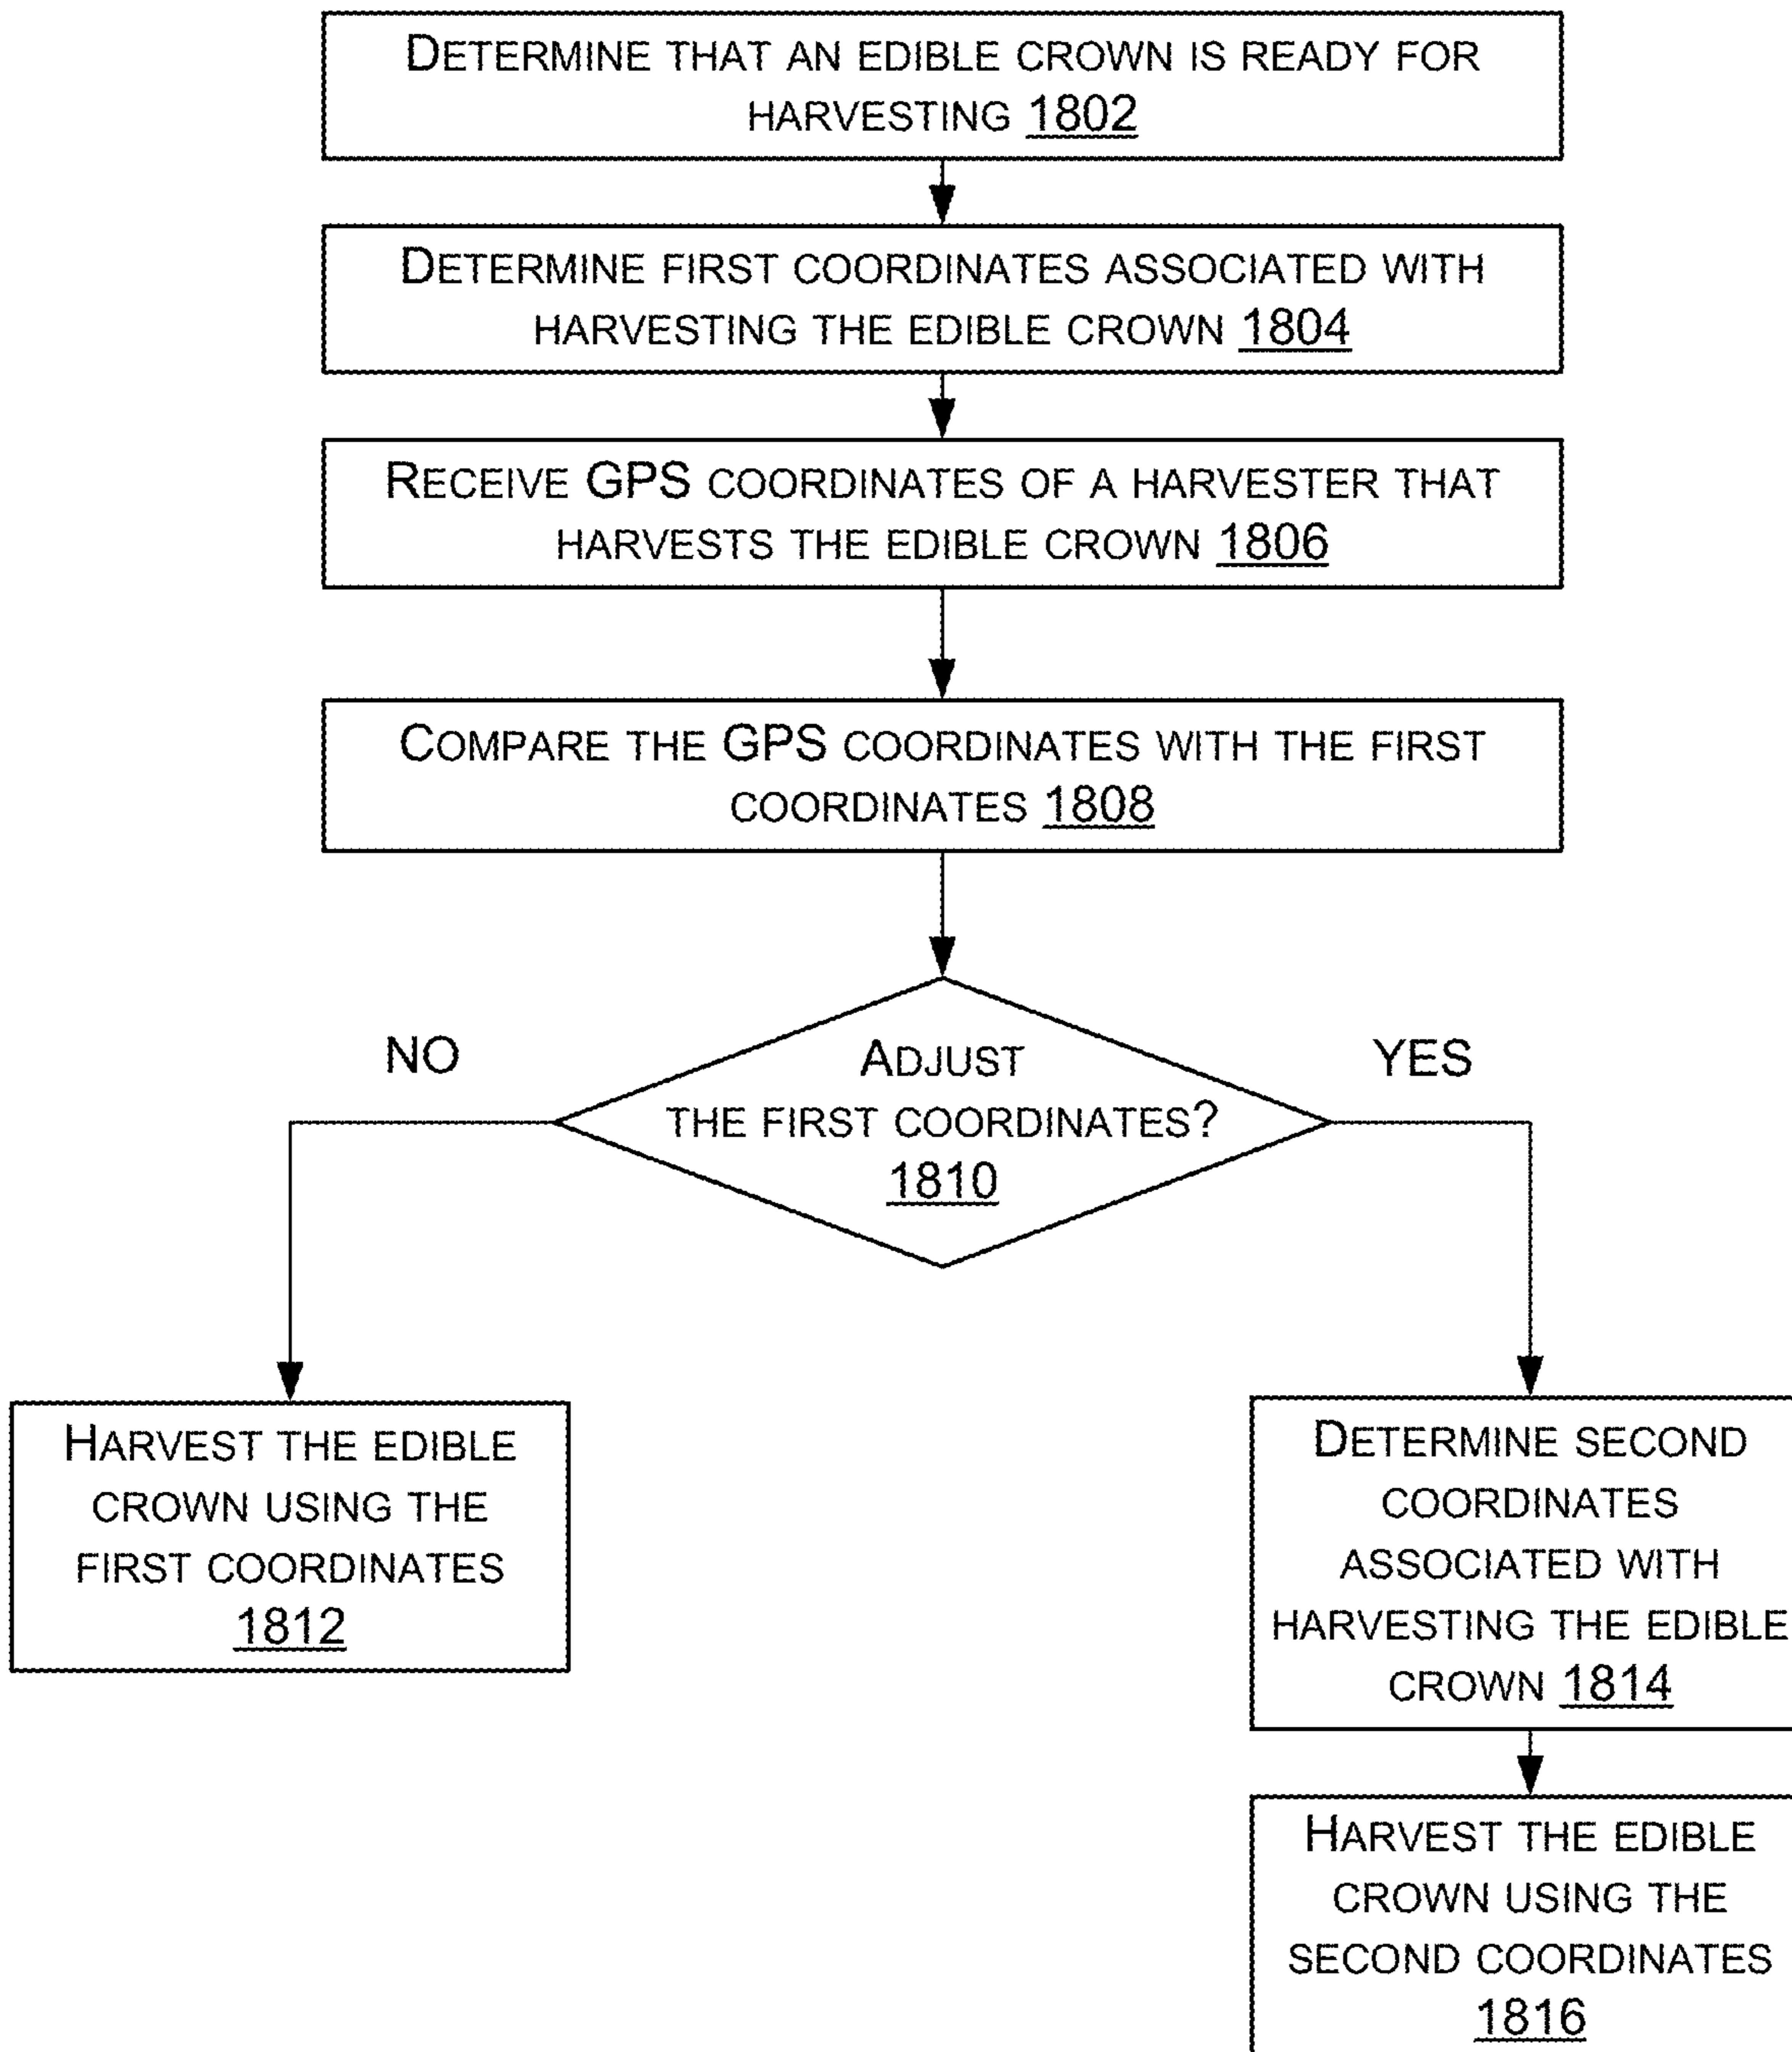 DETERMINE THAT AN EDIBLE CROWN IS READY FOR
HARVESTING 1802
DETERMINE FIRST COORDINATES ASSOCIATED WITH
HARVESTING THE EDIBLE CROWN 1804
RECEIVE GPS COORDINATES OF A HARVESTER THAT
HARVESTS THE EDIBLE CROWN 1806
COMPARE THE GPS COORDINATES WITH THE FIRST
COORDINATES 1808
ADJUST
THE FIRST COORDINATES?
1810
NO
YES
HARVEST THE EDIBLE
CROWN USING THE
FIRST COORDINATES
1812
DETERMINE SECOND
COORDINATES
ASSOCIATED WITH
HARVESTING THE EDIBLE
CROWN 1814
HARVEST THE EDIBLE
CROWN USING THE
SECOND COORDINATES
1816